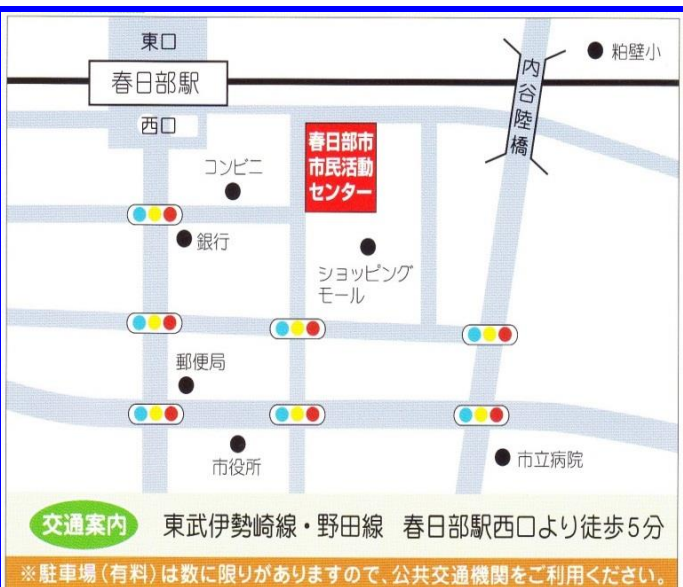 東口
春日部駅
西口
コンビニ
春日部市
市民活動
センター
内谷陸橋
粕壁小
銀行
ショッピング
モール
郵便局
市役所
市立病院
交通案内 東武伊勢崎線・野田線 春日部駅西口より徒歩5分
※駐車場(有料)は数に限りがありますので、公共交通機関をご利用ください。